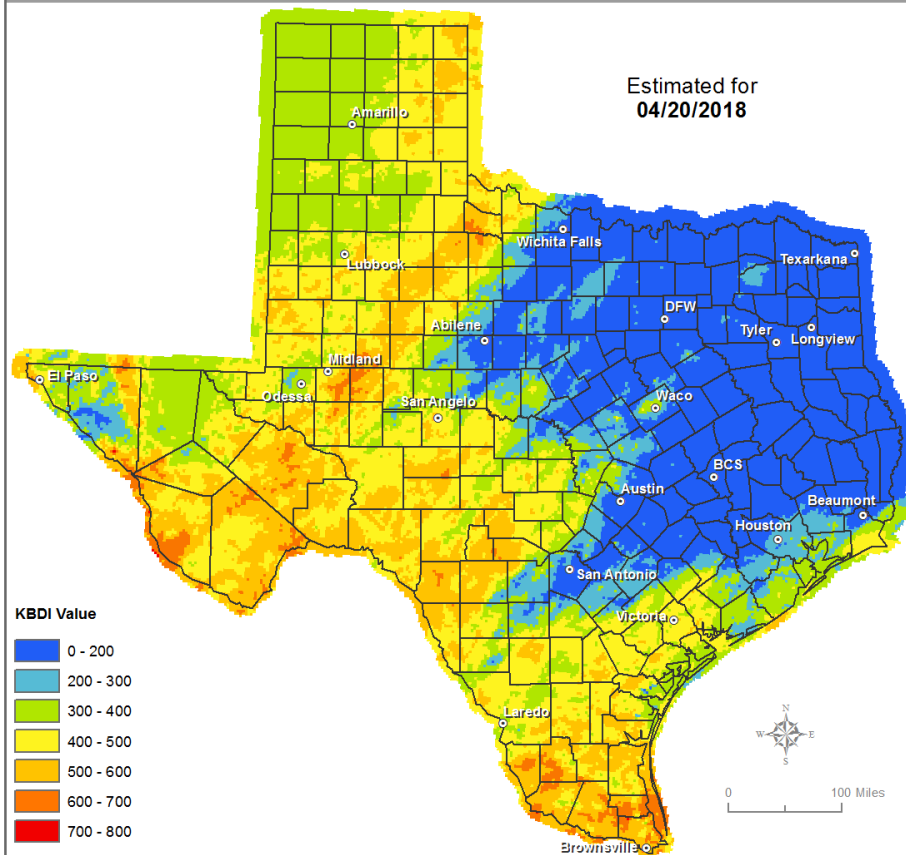 Estimated for
04/20/2018
Amarillo
Wichita Falls
Texarkana
Lubbock
DFW
Abilene
Tyler
Longview
Midland
El Paso
Odessa
San Angelo
Waco
BCS
Austin
Beaumont
Houston
San Antonio
Victoria
Laredo
Brownsville
KBDI Value
0 - 200
200 - 300
300 - 400
400 - 500
500 - 600
600 - 700
700 - 800
N
W E
S
0 100 Miles